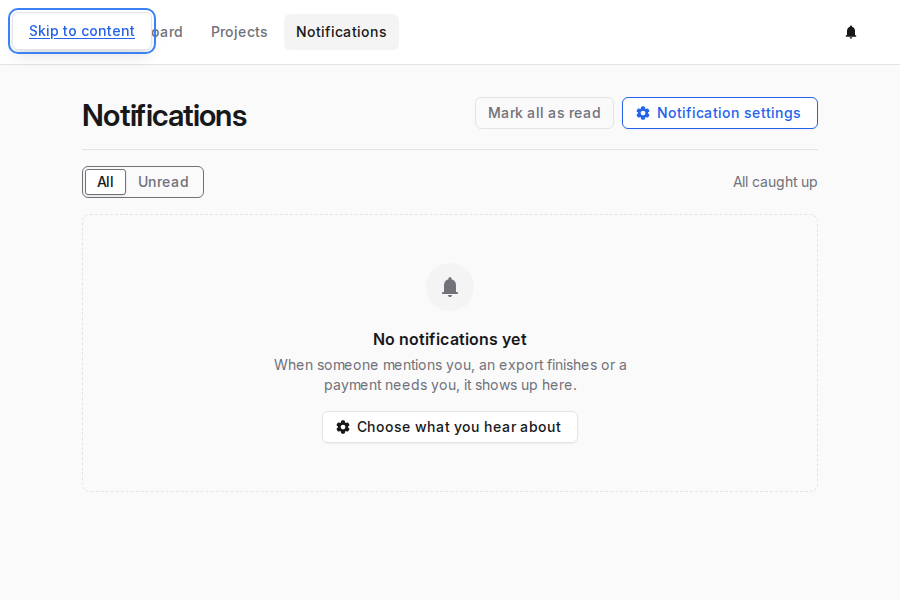 Skip to content
Projects
Notifications
Notifications
Mark all as read
Notification settings
All
Unread
All caught up
No notifications yet
When someone mentions you, an export finishes or a
payment needs you, it shows up here.
Choose what you hear about